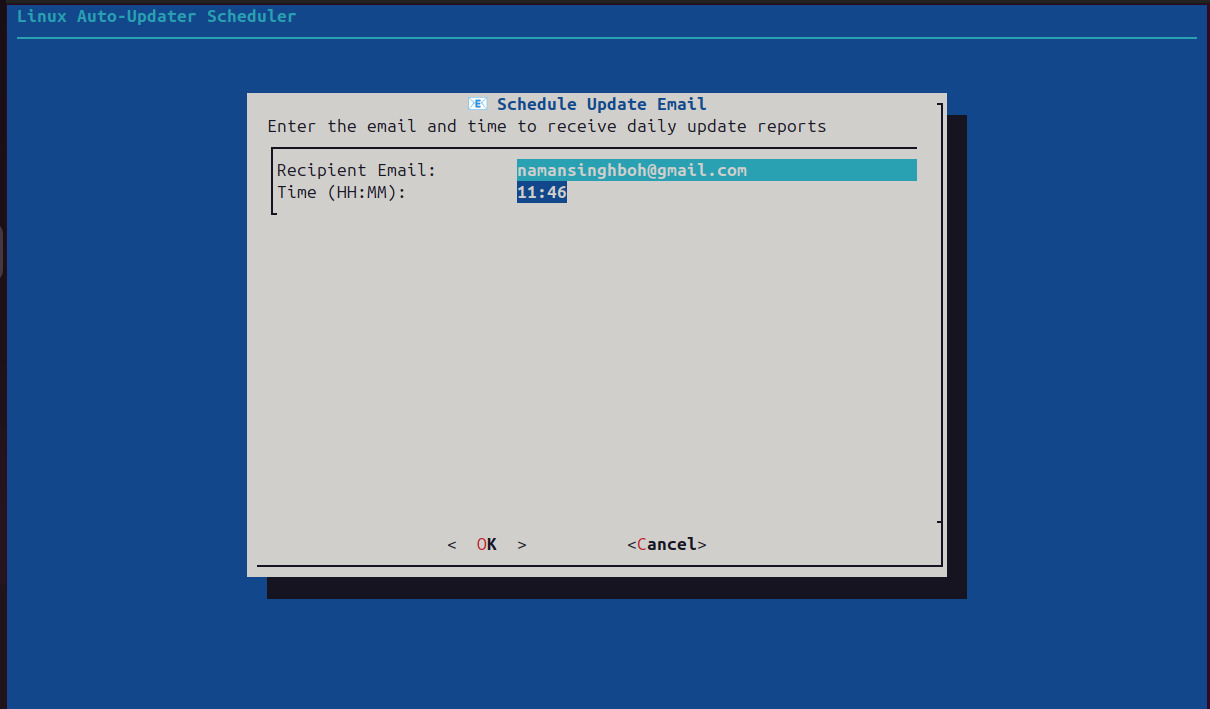 Linux Auto-Updater Scheduler
📧 Schedule Update Email
Enter the email and time to receive daily update reports
Recipient Email: namansinghboh@gmail.com
Time (HH:MM): 11:46
< OK > <Cancel>